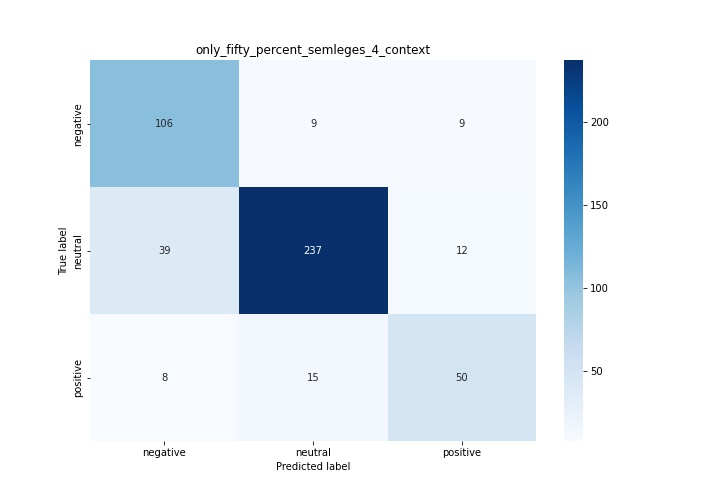 only_fifty_percent_semleges_4_context
negative
106
9
9
200
150
True label
neutral
39
237
12
100
positive
8
15
50
50
negative
neutral
positive
Predicted label